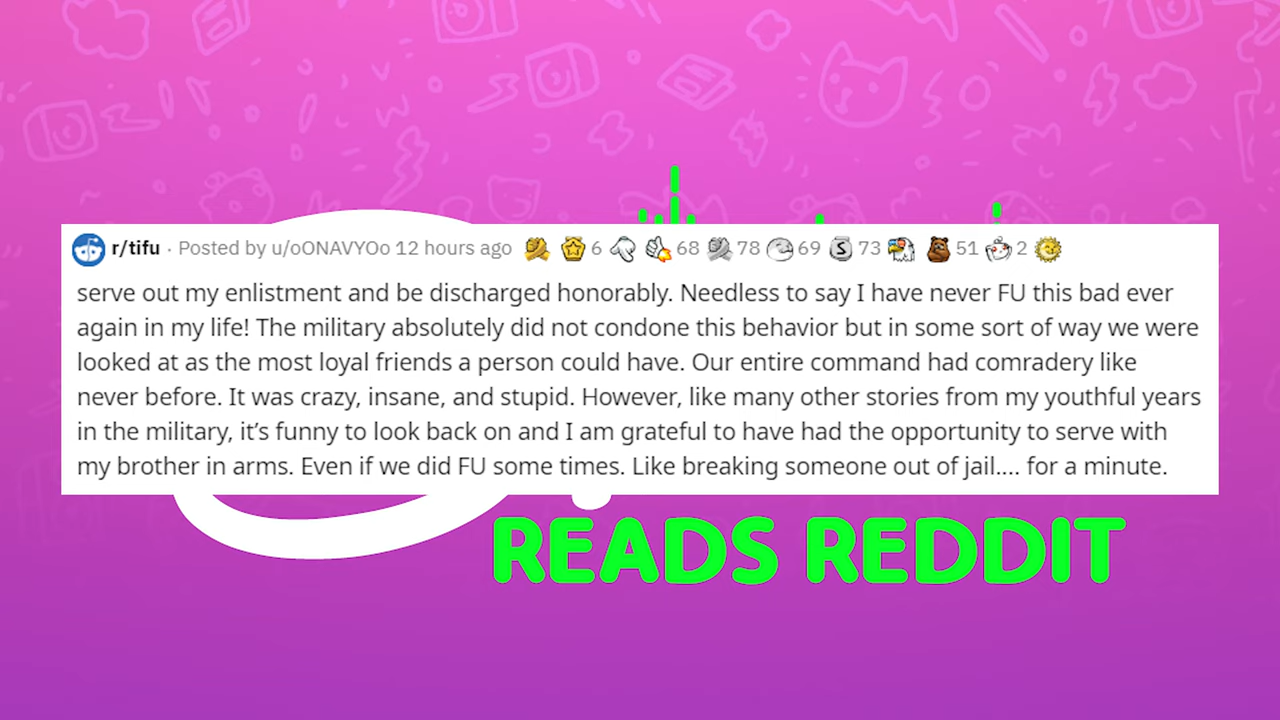 r/tifu · Posted by u/oONAVYOo 12 hours ago 6 68 78 69 S 73 51 2
serve out my enlistment and be discharged honorably. Needless to say I have never FU this bad ever
again in my life! The military absolutely did not condone this behavior but in some sort of way we were
looked at as the most loyal friends a person could have. Our entire command had comradery like
never before. It was crazy, insane, and stupid. However, like many other stories from my youthful years
in the military, it’s funny to look back on and I am grateful to have had the opportunity to serve with
my brother in arms. Even if we did FU some times. Like breaking someone out of jail.... for a minute.
READS REDDIT